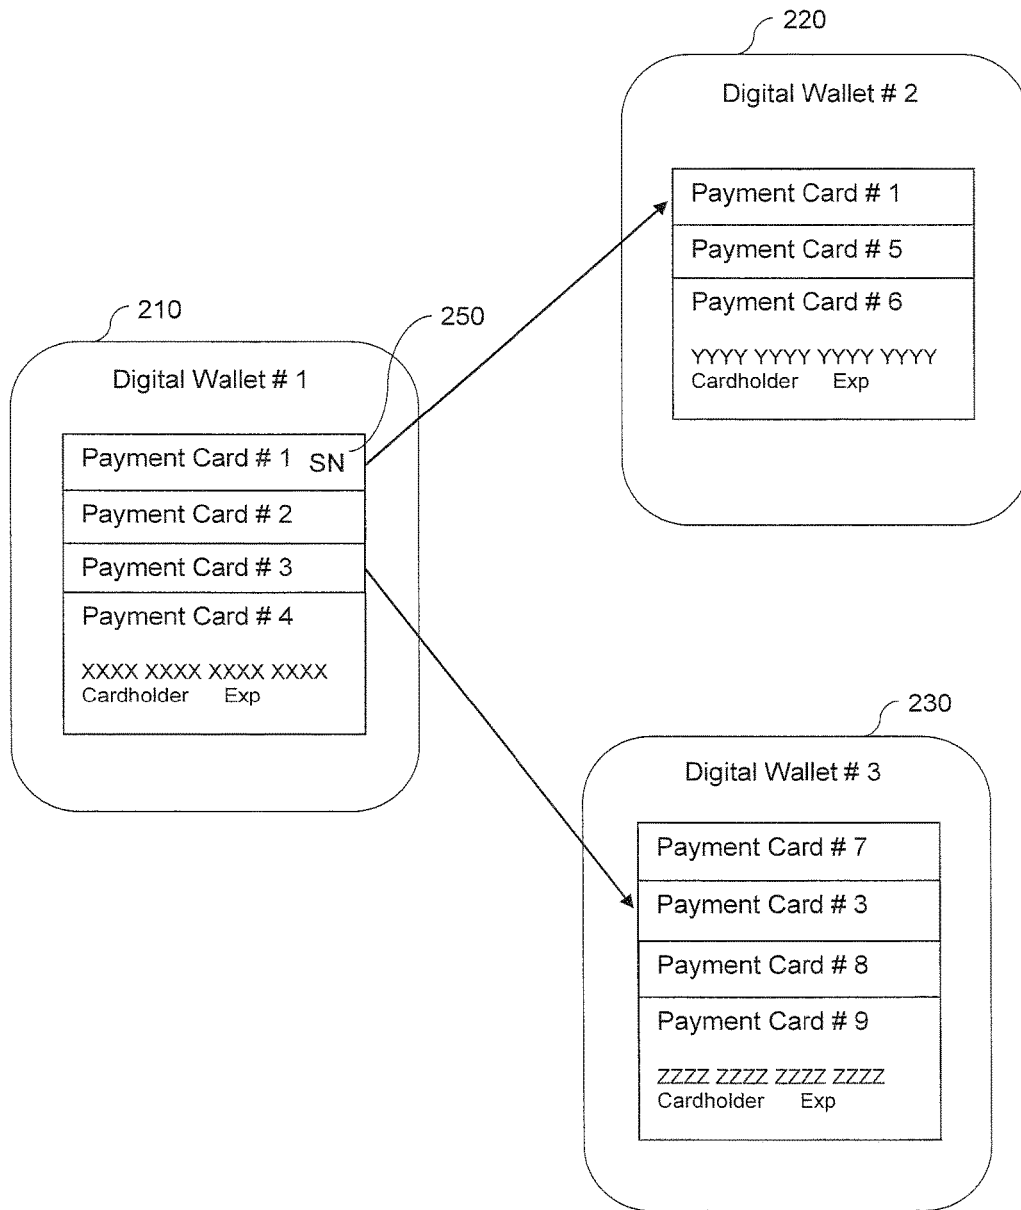 220
Digital Wallet # 2
Payment Card # 1
Payment Card # 5
Payment Card # 6
YYYY YYYY YYYY YYYY
Cardholder Exp
210
250
Digital Wallet # 1
Payment Card # 1 SN
Payment Card # 2
Payment Card # 3
Payment Card # 4
XXXX XXXX XXXX XXXX
Cardholder Exp
230
Digital Wallet # 3
Payment Card # 7
Payment Card # 3
Payment Card # 8
Payment Card # 9
ZZZZ ZZZZ ZZZZ ZZZZ
Cardholder Exp